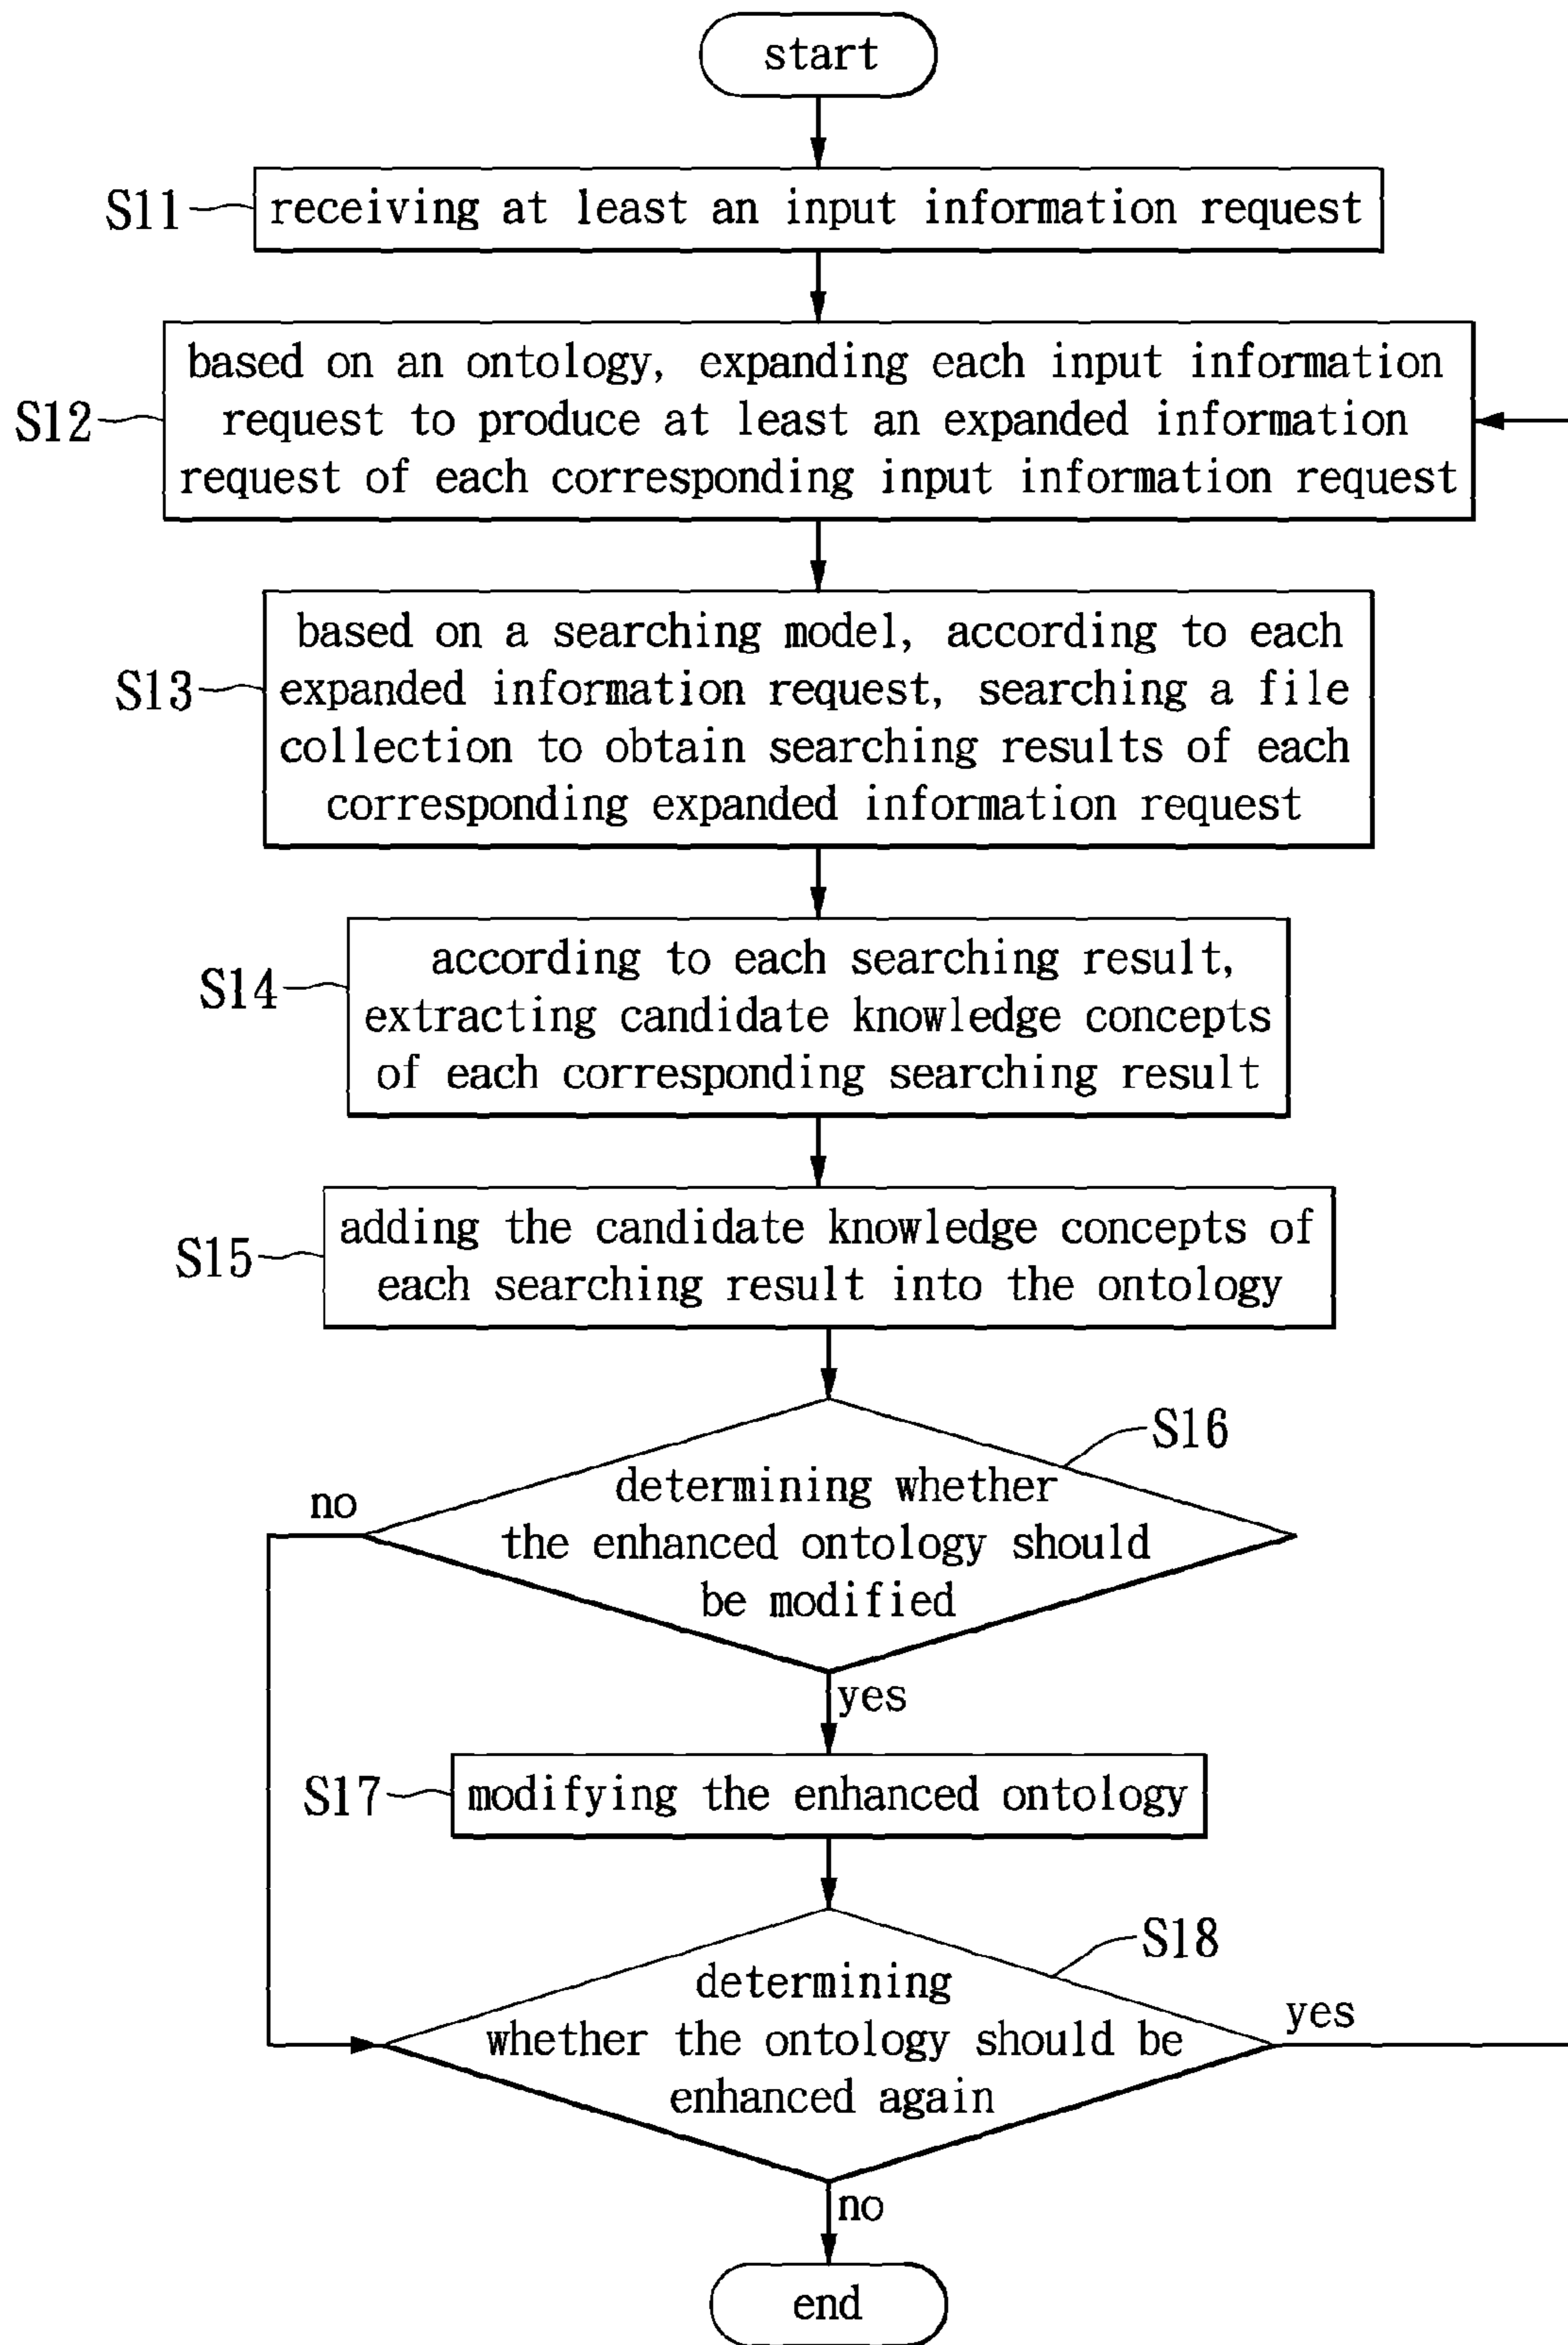 start
S11
receiving at least an input information request
based on an ontology, expanding each input information
S12
request to produce at least an expanded information
request of each corresponding input information request
based on a searching model, according to each
S13
expanded information request, searching a file
collection to obtain searching results of each
corresponding expanded information request
according to each searching result,
S14
extracting candidate knowledge concepts
of each corresponding searching result
adding the candidate knowledge concepts of
S15
each searching result into the ontology
S16
no
determining whether
the enhanced ontology should
be modified
yes
S17
modifying the enhanced ontology
S18
determining
yes
whether the ontology should be
enhanced again
no
end